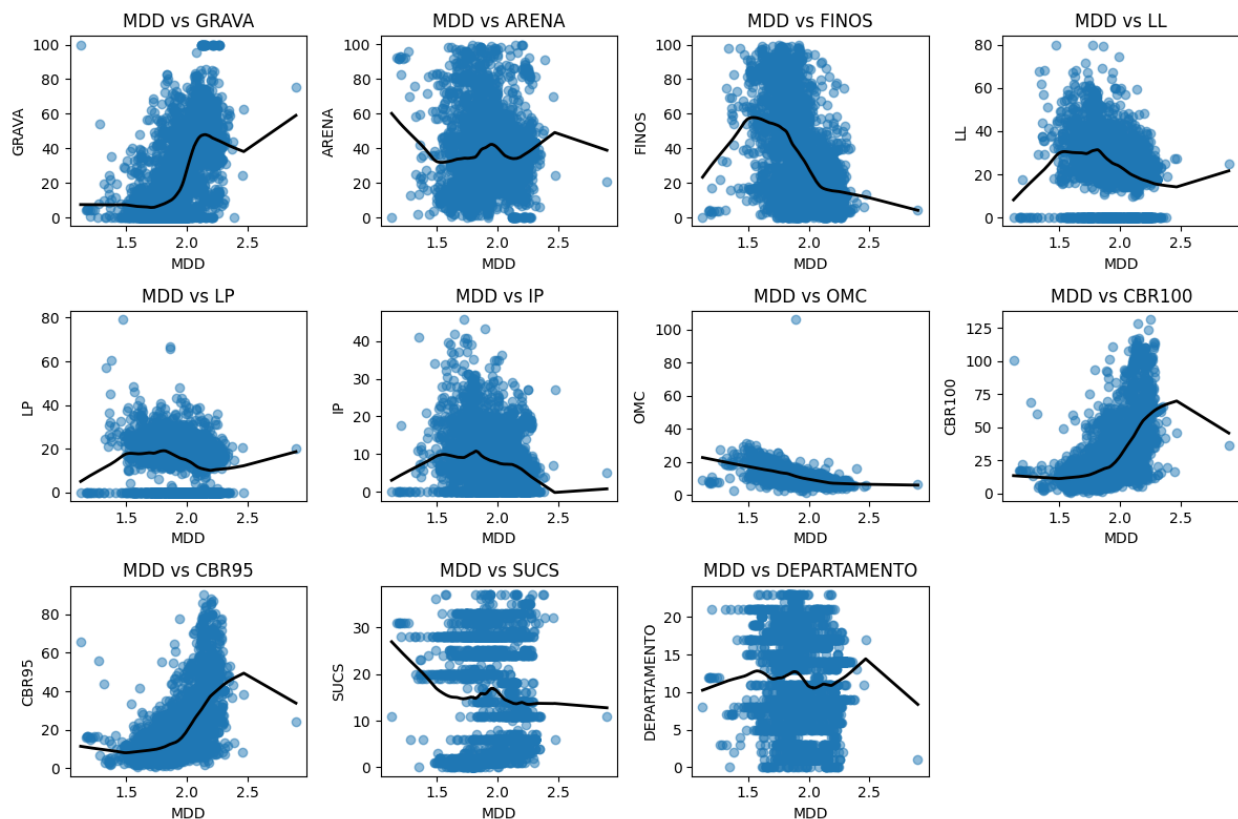 MDD vs GRAVA
MDD vs ARENA
MDD vs FINOS
MDD vs LL
100
80
60
40
20
0
GRAVA
1.5 2.0 2.5
MDD
100
80
60
40
20
0
ARENA
1.5 2.0 2.5
MDD
100
80
60
40
20
0
FINOS
1.5 2.0 2.5
MDD
80
60
40
20
0
LL
1.5 2.0 2.5
MDD
MDD vs LP
MDD vs IP
MDD vs OMC
MDD vs CBR100
80
60
40
20
0
LP
1.5 2.0 2.5
MDD
40
30
20
10
0
IP
1.5 2.0 2.5
MDD
100
80
60
40
20
0
OMC
1.5 2.0 2.5
MDD
125
100
75
50
25
0
CBR100
1.5 2.0 2.5
MDD
MDD vs CBR95
MDD vs SUCS
MDD vs DEPARTAMENTO
80
60
40
20
0
CBR95
1.5 2.0 2.5
MDD
30
20
10
0
SUCS
1.5 2.0 2.5
MDD
20
15
10
5
0
DEPARTAMENTO
1.5 2.0 2.5
MDD